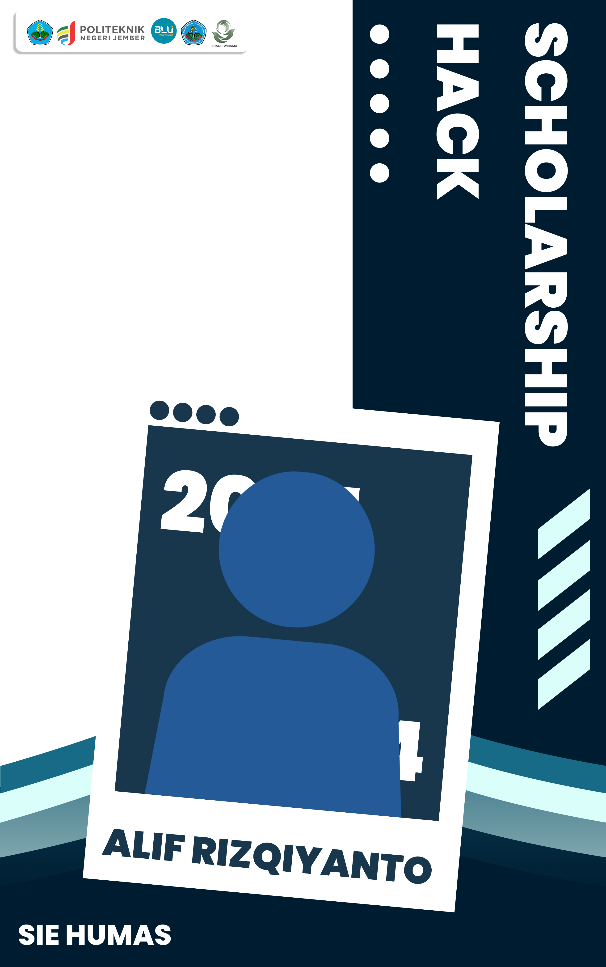 POLITEKNIK
NEGERI JEMBER
BLU
SCHOLARSHIP
HACK
ALIF RIZQIYANTO
SIE HUMAS